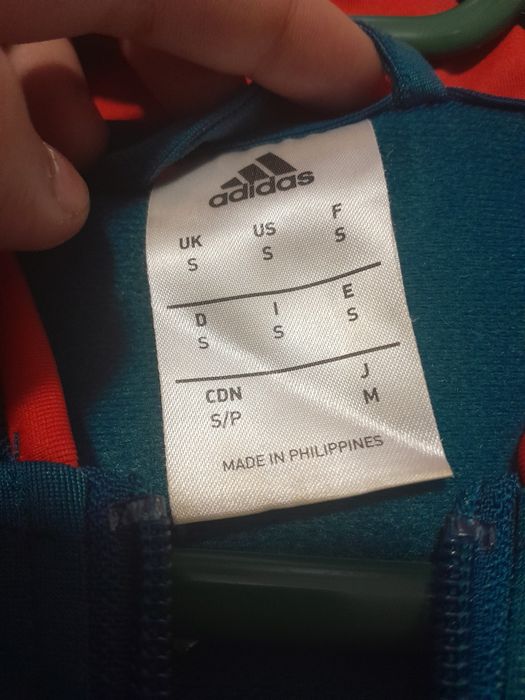 adidas
UK US F
S S S
D I E
S S S
CDN J
S/P M
MADE IN PHILIPPINES